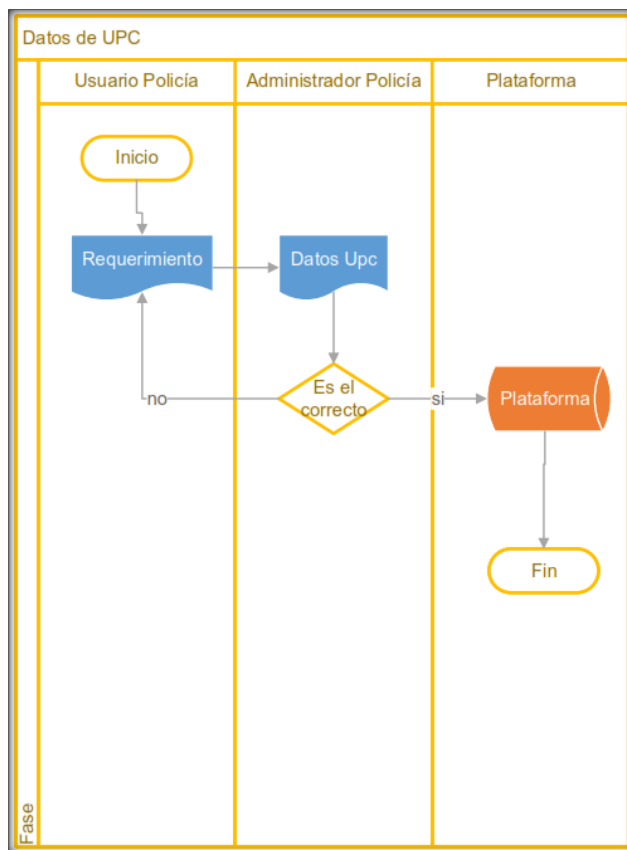 Datos de UPC
Usuario Policía
Administrador Policía
Plataforma
Inicio
Requerimiento
Datos Upc
Es el
correcto
no
si
Plataforma
Fin
Fase